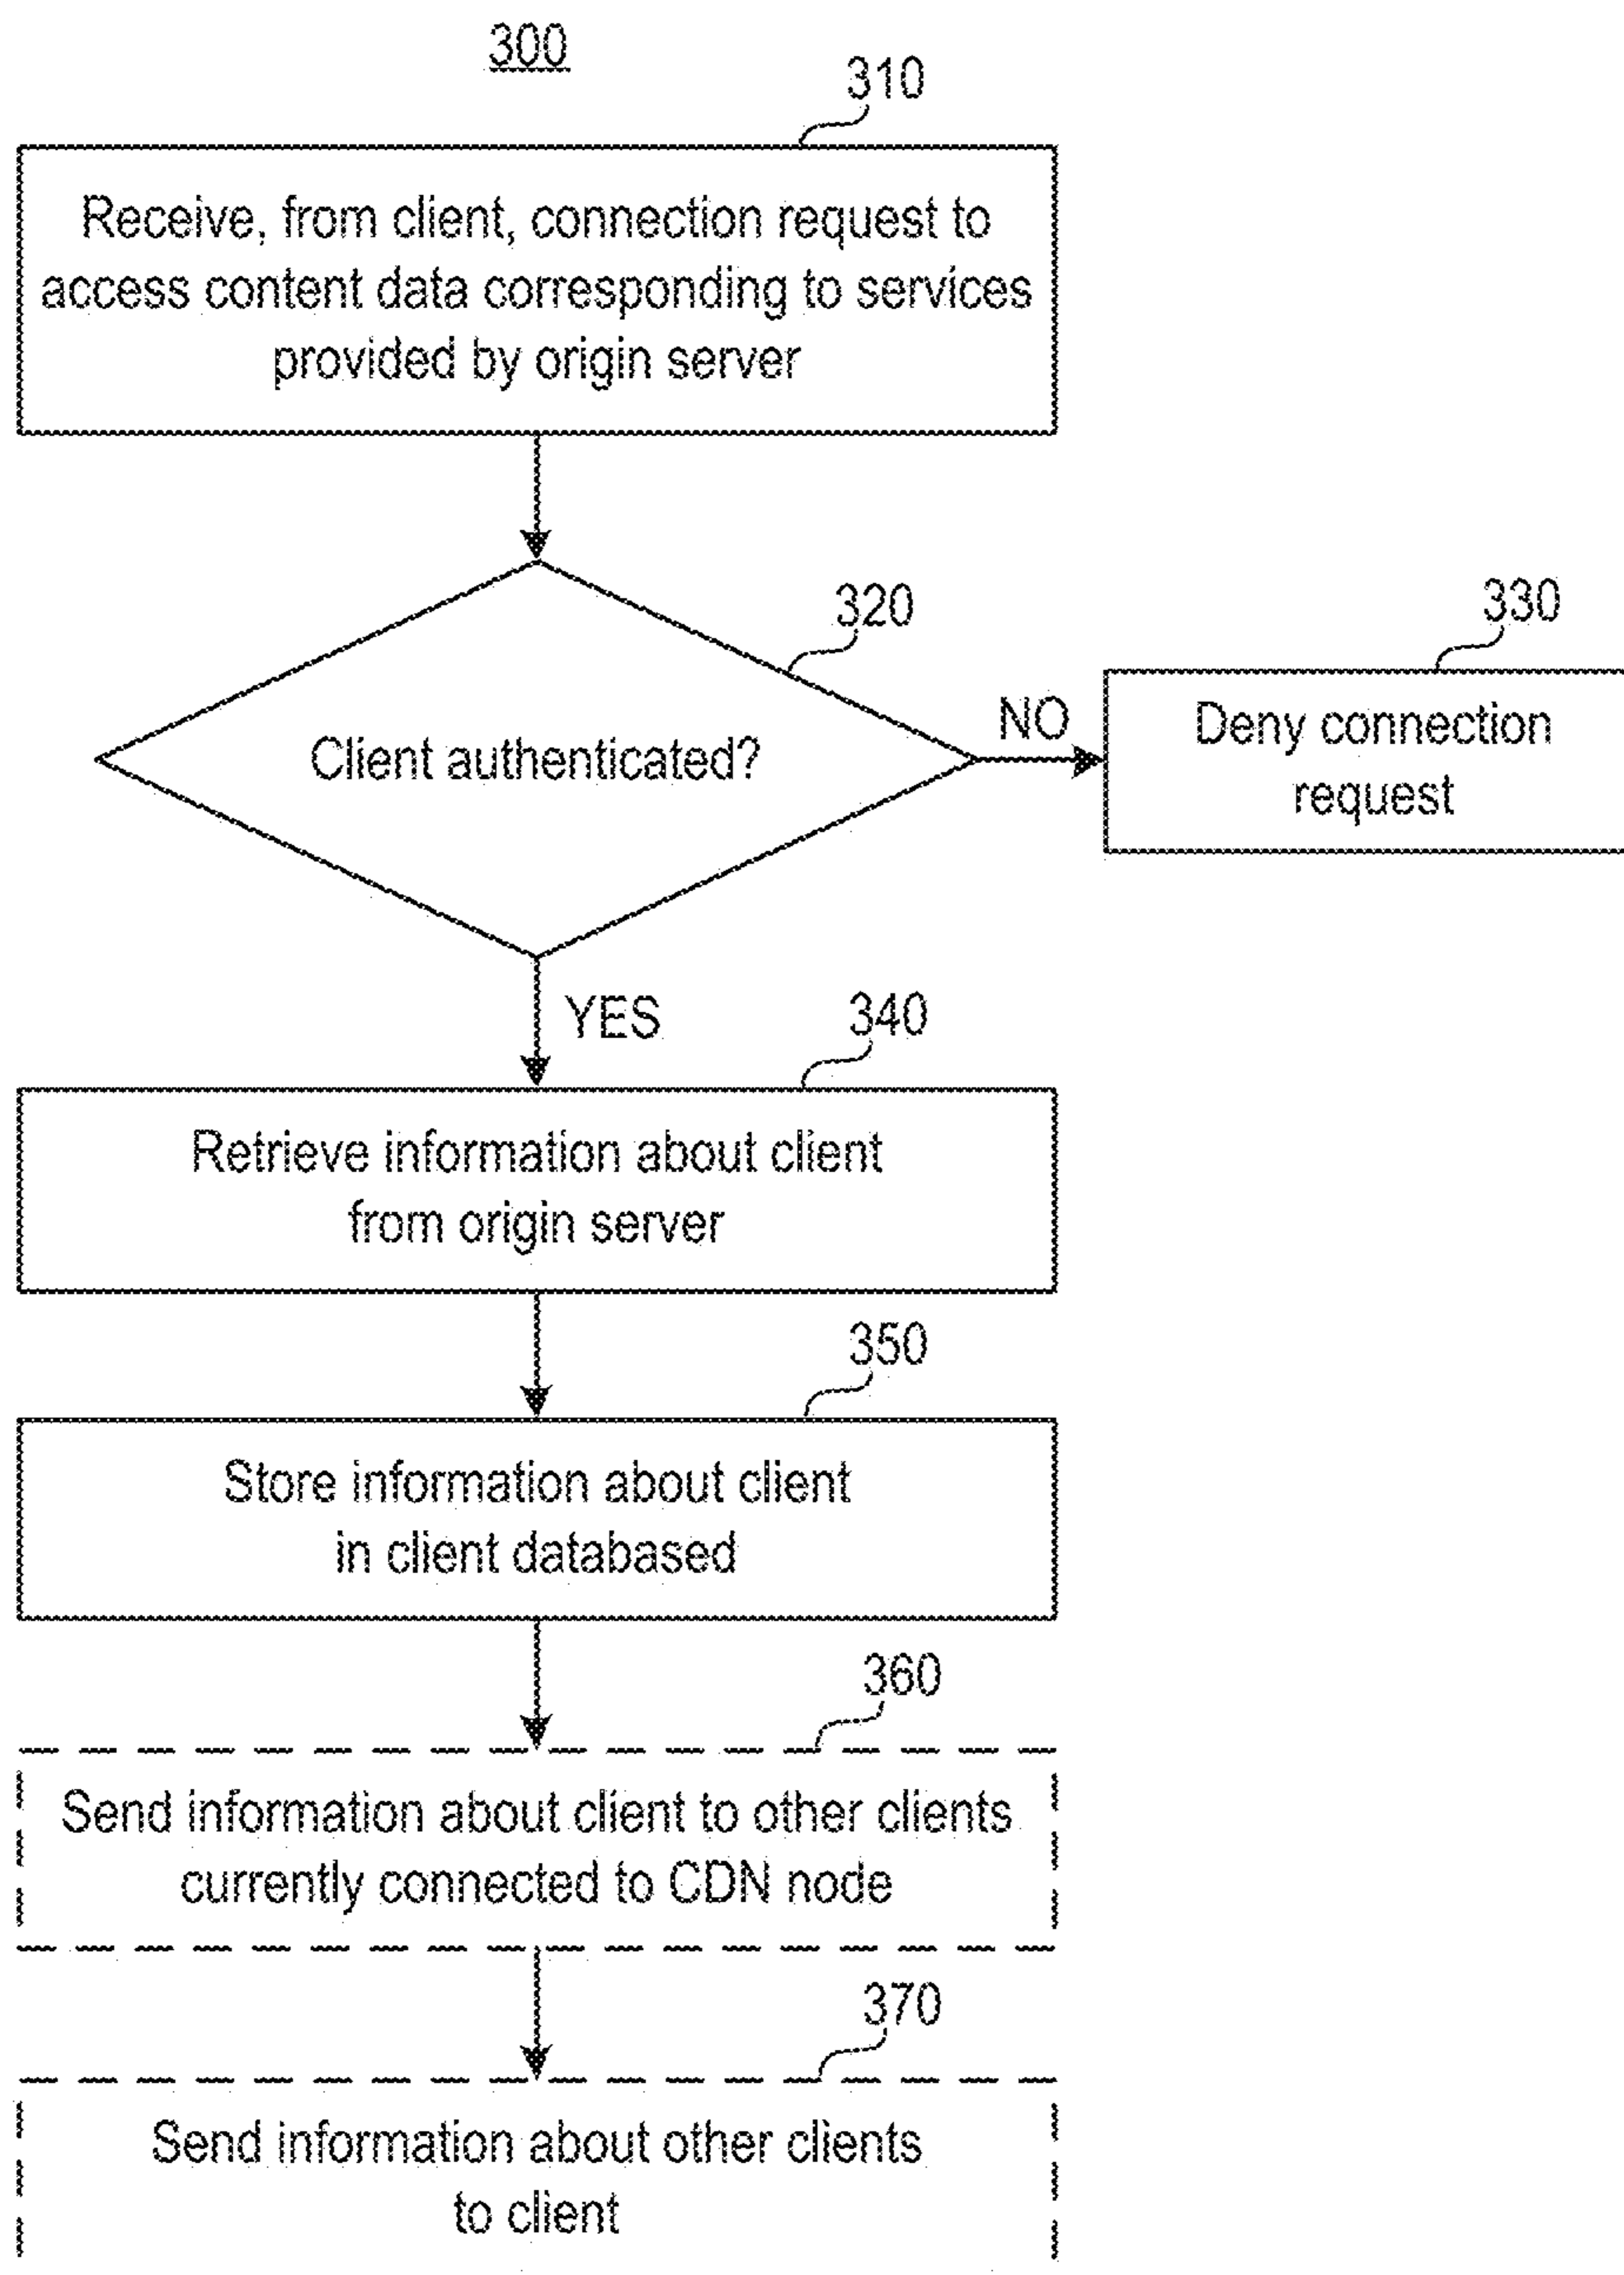 300
310
Receive, from client, connection request to
access content data corresponding to services
provided by origin server
320
Client authenticated?
NO
330
Deny connection
request
YES
340
Retrieve information about client
from origin server
350
Store information about client
in client databased
360
Send information about client to other clients
currently connected to CDN node
370
Send information about other clients
to client